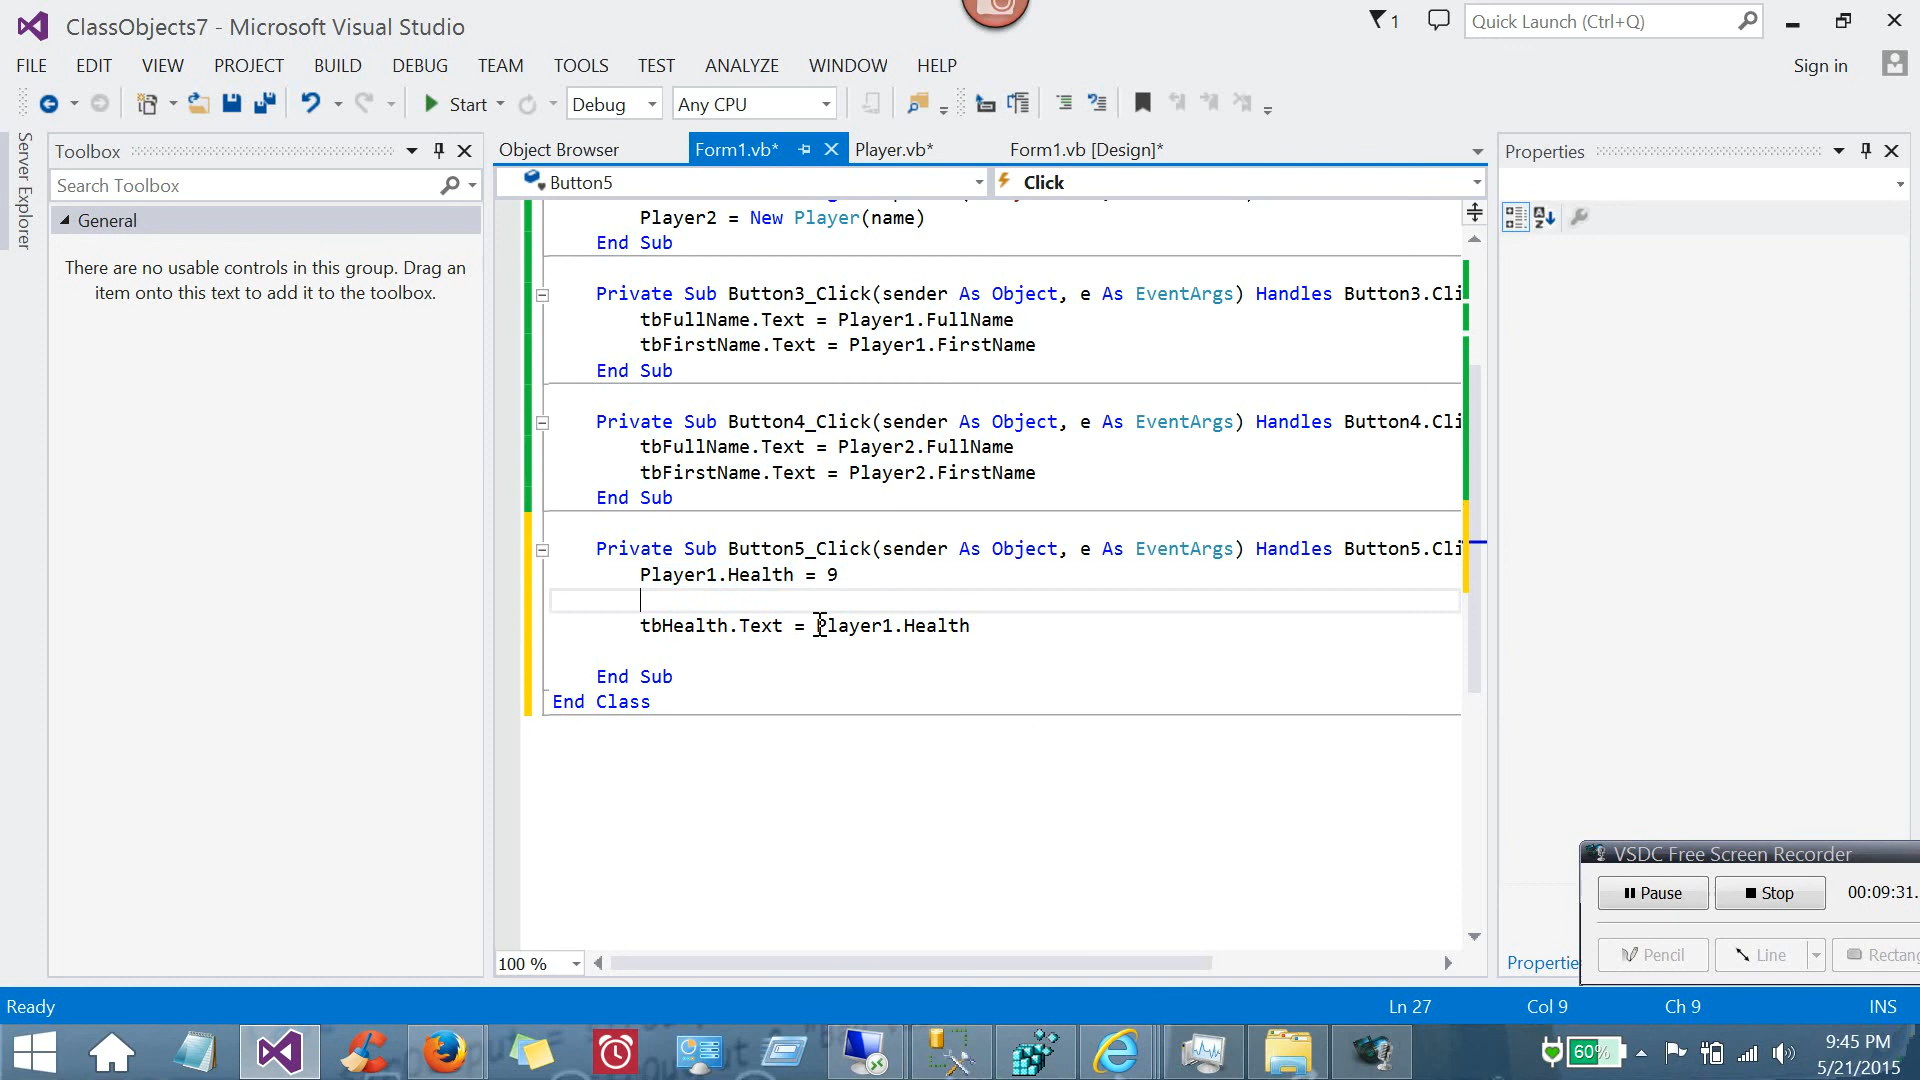 ClassObjects7 - Microsoft Visual Studio
1
Quick Launch (Ctrl+Q)
FILE EDIT VIEW PROJECT BUILD DEBUG TEAM TOOLS TEST ANALYZE WINDOW HELP
Sign in
Start
Debug
Any CPU
Server Explorer
Toolbox
Search Toolbox
General
There are no usable controls in this group. Drag an
item onto this text to add it to the toolbox.
Object Browser
Form1.vb*
Player.vb*
Form1.vb [Design]*
Button5
Click
Player2 = New Player(name)
End Sub
Private Sub Button3_Click(sender As Object, e As EventArgs) Handles Button3.Cli
tbFullName.Text = Player1.FullName
tbFirstName.Text = Player1.FirstName
End Sub
Private Sub Button4_Click(sender As Object, e As EventArgs) Handles Button4.Cli
tbFullName.Text = Player2.FullName
tbFirstName.Text = Player2.FirstName
End Sub
Private Sub Button5_Click(sender As Object, e As EventArgs) Handles Button5.Cli
Player1.Health = 9
tbHealth.Text = Player1.Health
End Sub
End Class
100 %
Properties
Propertie
VSDC Free Screen Recorder
Pause
Stop
00:09:31.
Pencil
Line
Rectang
Ready
Ln 27
Col 9
Ch 9
INS
60%
9:45 PM
5/21/2015